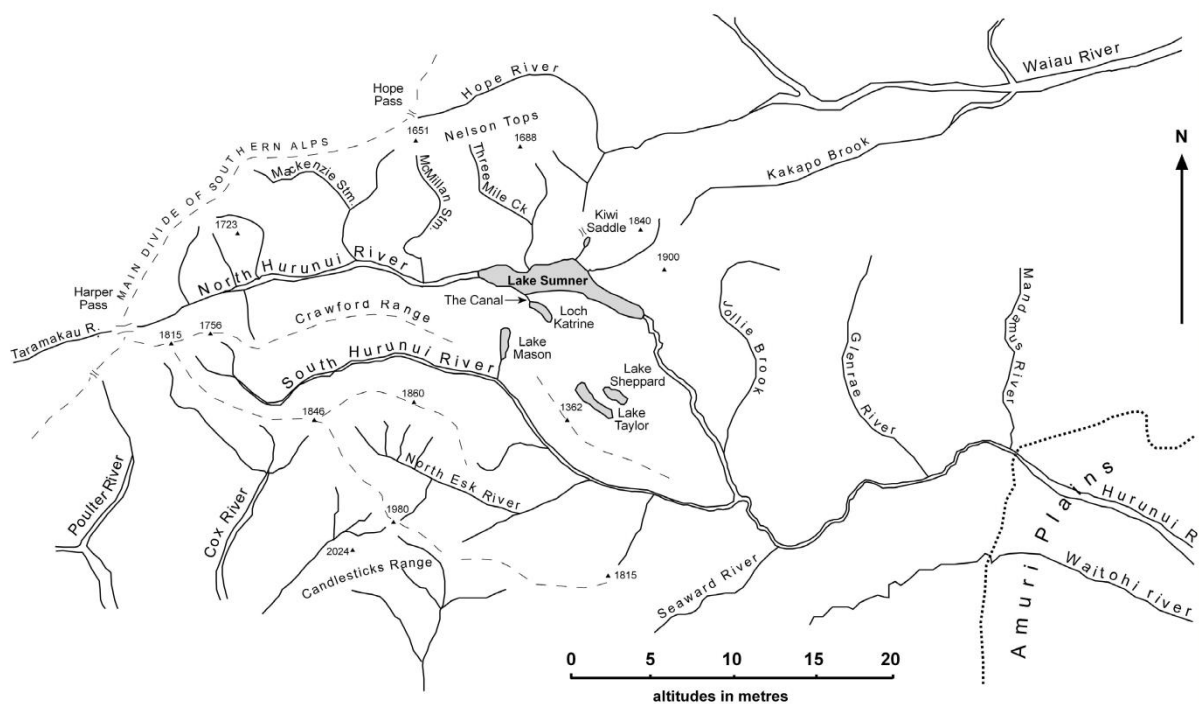 Hope
Pass
Hope River
Waiau River
Nelson Tops
1651
1688
MAIN DIVIDE OF SOUTHERN ALPS
Mackenzie Stm.
McMillan Stm.
Three
Mile Ck
Kakapo Brook
N
Kiwi
Saddle
1840
1723
1900
North Hurunui River
Lake Sumner
Harper
Pass
The Canal
Loch
Katrine
Crawford Range
Taramakau R.
1815
1756
South Hurunui River
Lake
Mason
Jollie Brook
Glenrae River
Mandamus River
Lake
Sheppard
Lake
Taylor
1860
1846
1362
Poulter River
Cox River
North Esk River
1980
2024
Candlesticks Range
1815
Seaward River
Hurunui R
Waitohi river
Amuri Plains
0 5 10 15 20
altitudes in metres